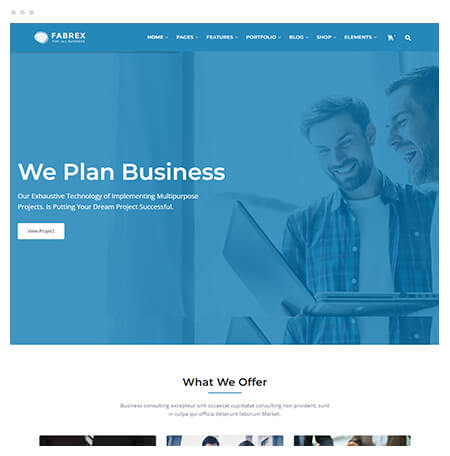 FABREX
FOR ALL BUSINESS
HOME PAGES FEATURES PORTFOLIO BLOG SHOP ELEMENTS
We Plan Business
Our Exhaustive Technology of Implementing Multipurpose
Projects. Is Putting Your Dream Project Successful.
View Project
What We Offer
Business consulting excepteur sint occaecat cupidatat consulting non proident, sunt
in culpa qui officia deserunt laborum Market.